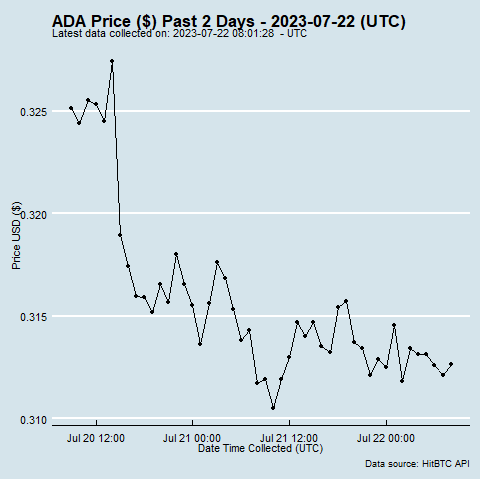 ADA Price ($) Past 2 Days - 2023-07-22 (UTC)
Latest data collected on: 2023-07-22 08:01:28 - UTC
0.325
0.320
0.315
0.310
Price USD ($)
Jul 20 12:00 Jul 21 00:00 Jul 21 12:00 Jul 22 00:00
Date Time Collected (UTC)
Data source: HitBTC API